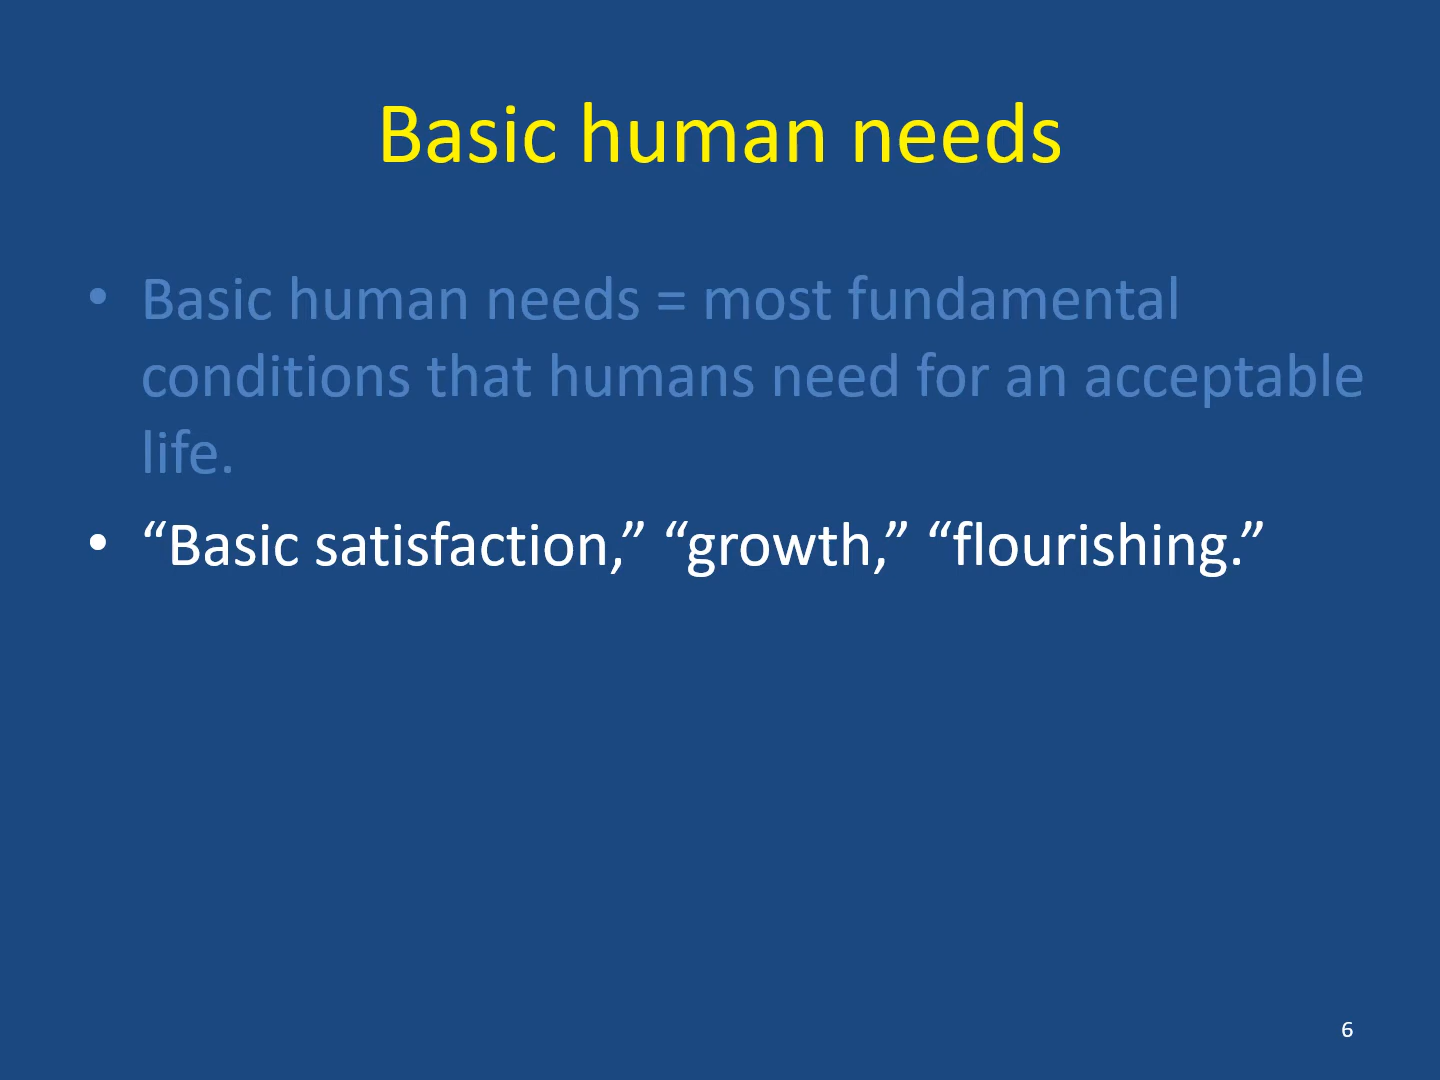 Basic human needs
• Basic human needs = most fundamental
conditions that humans need for an acceptable
life.
• “Basic satisfaction,” “growth,” “flourishing.”
6